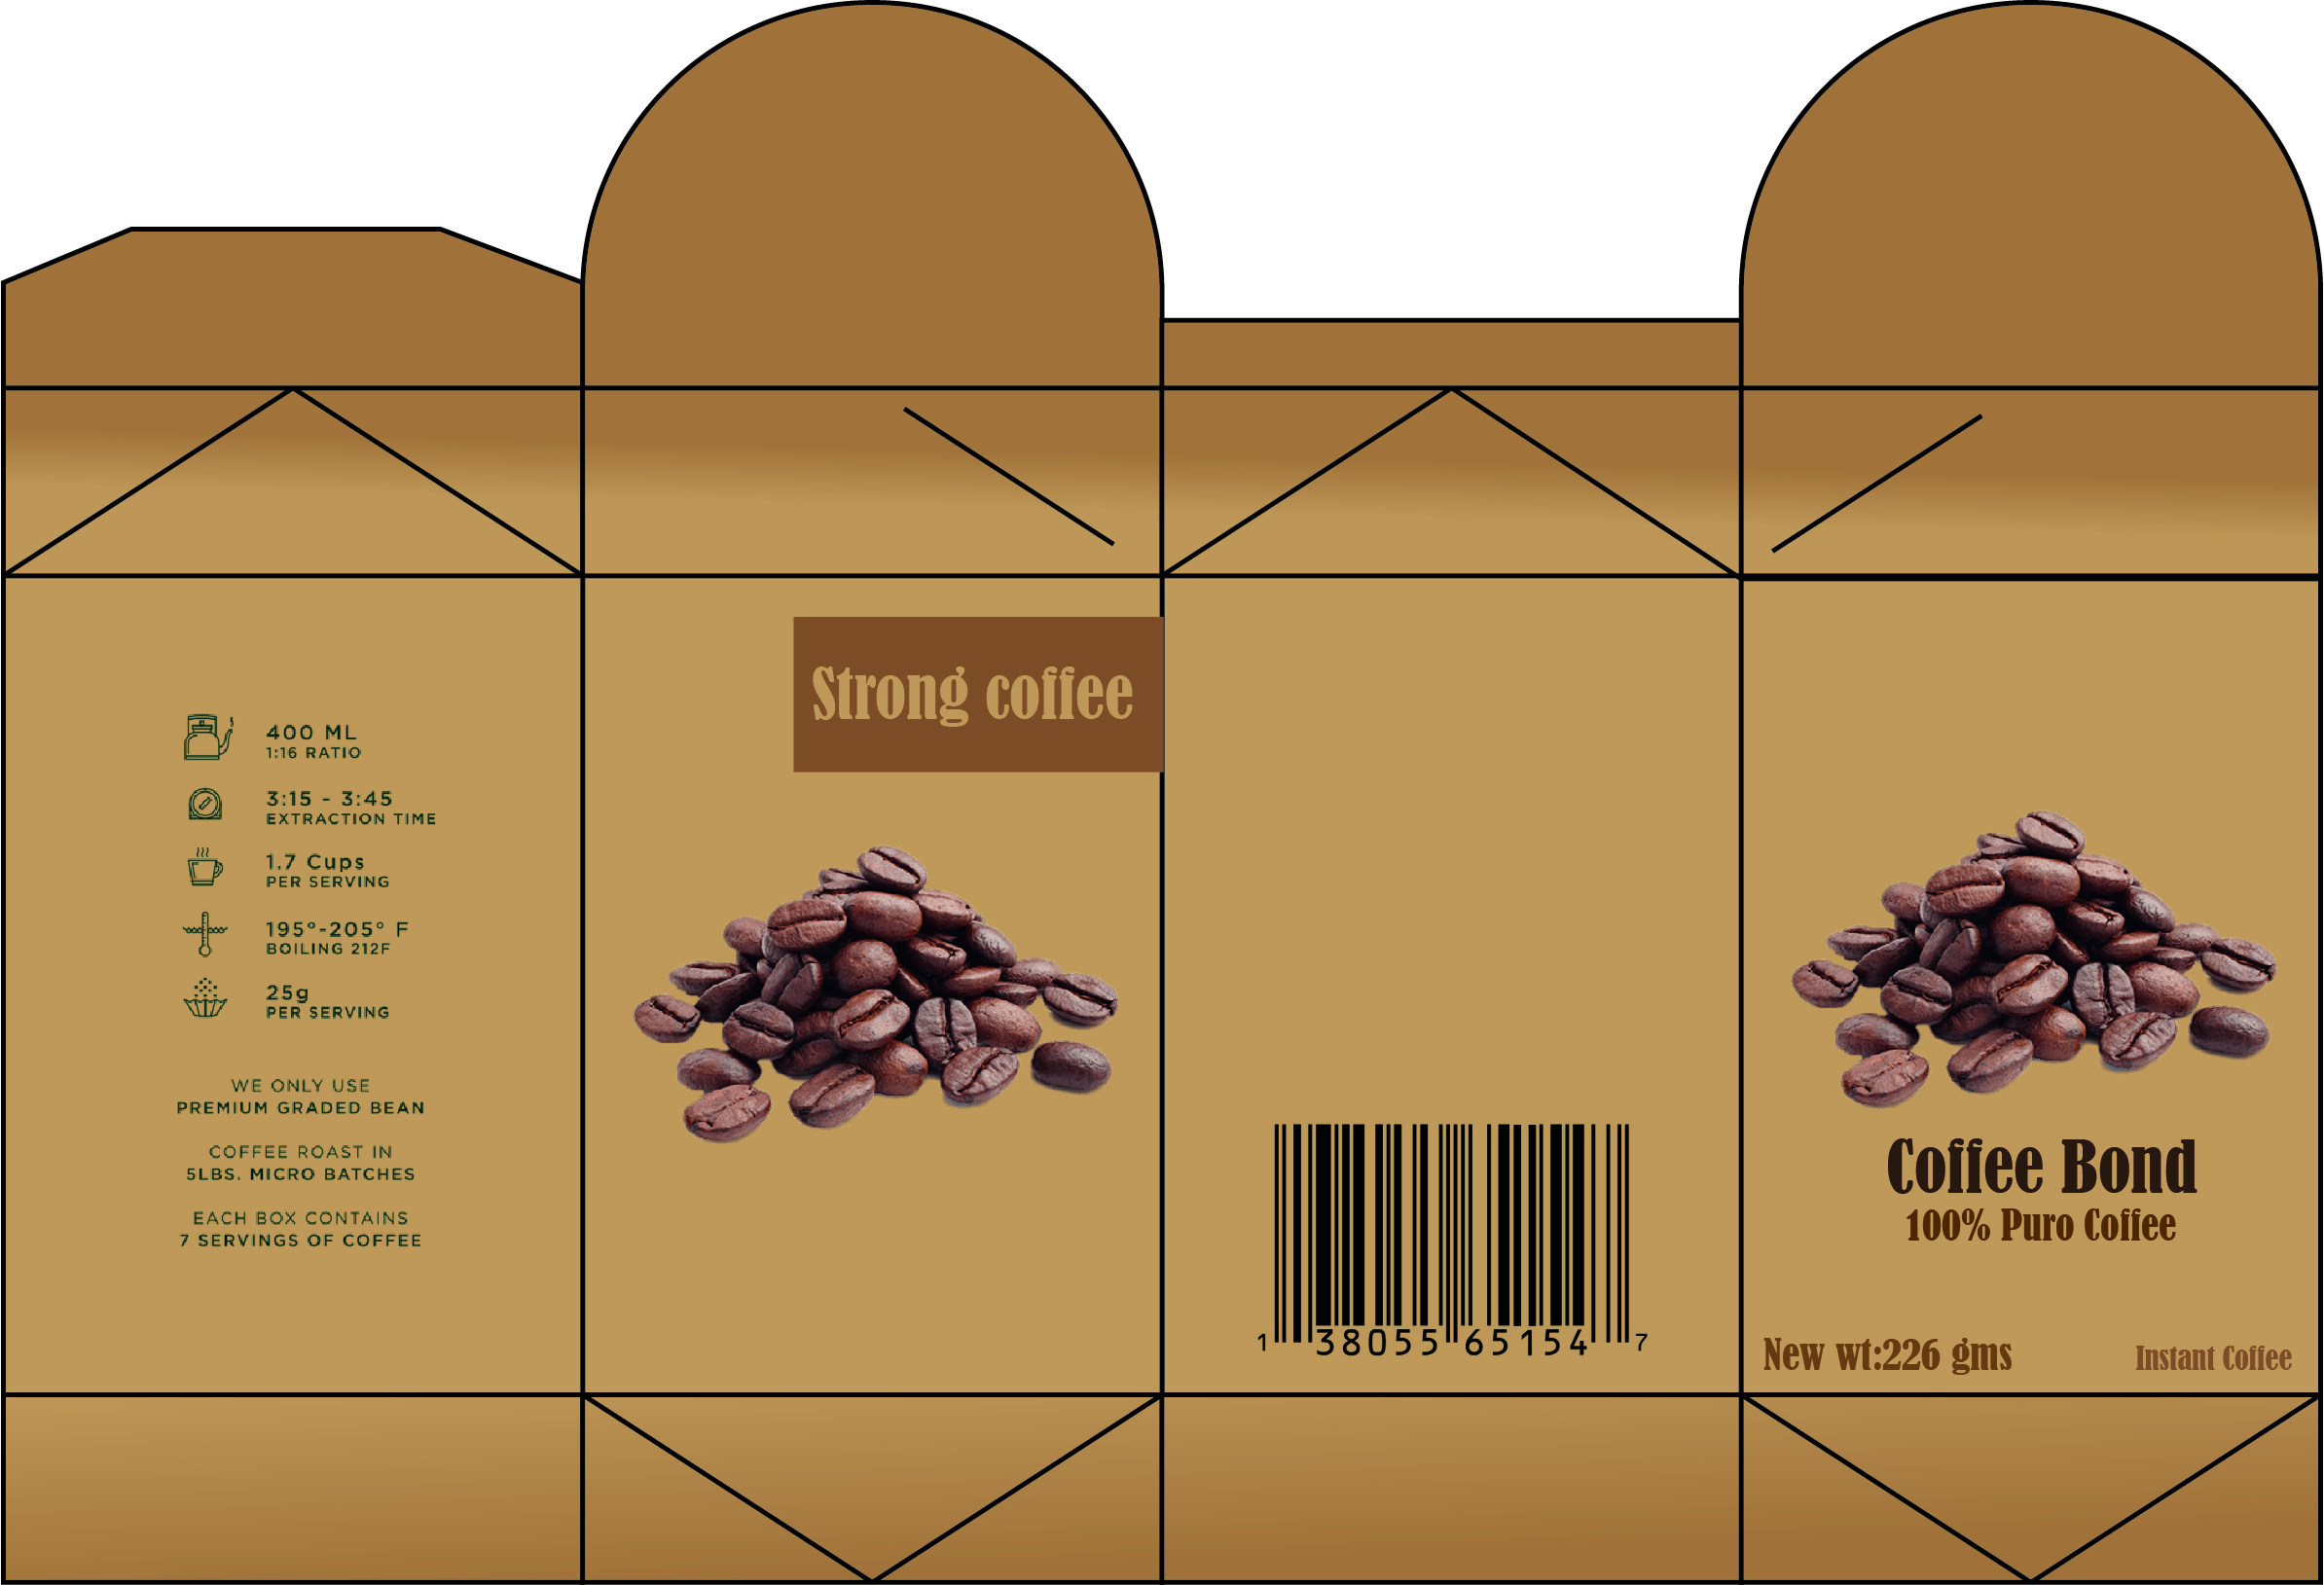 400 ML
1:16 RATIO
3:15 - 3:45
EXTRACTION TIME
1.7 Cups
PER SERVING
195°-205° F
BOILING 212F
25g
PER SERVING
WE ONLY USE
PREMIUM GRADED BEAN
COFFEE ROAST IN
5LBS. MICRO BATCHES
EACH BOX CONTAINS
7 SERVINGS OF COFFEE
Strong coffee
1 38055 65154 7
Coffee Bond
100% Puro Coffee
New wt:226 gms
Instant Coffee